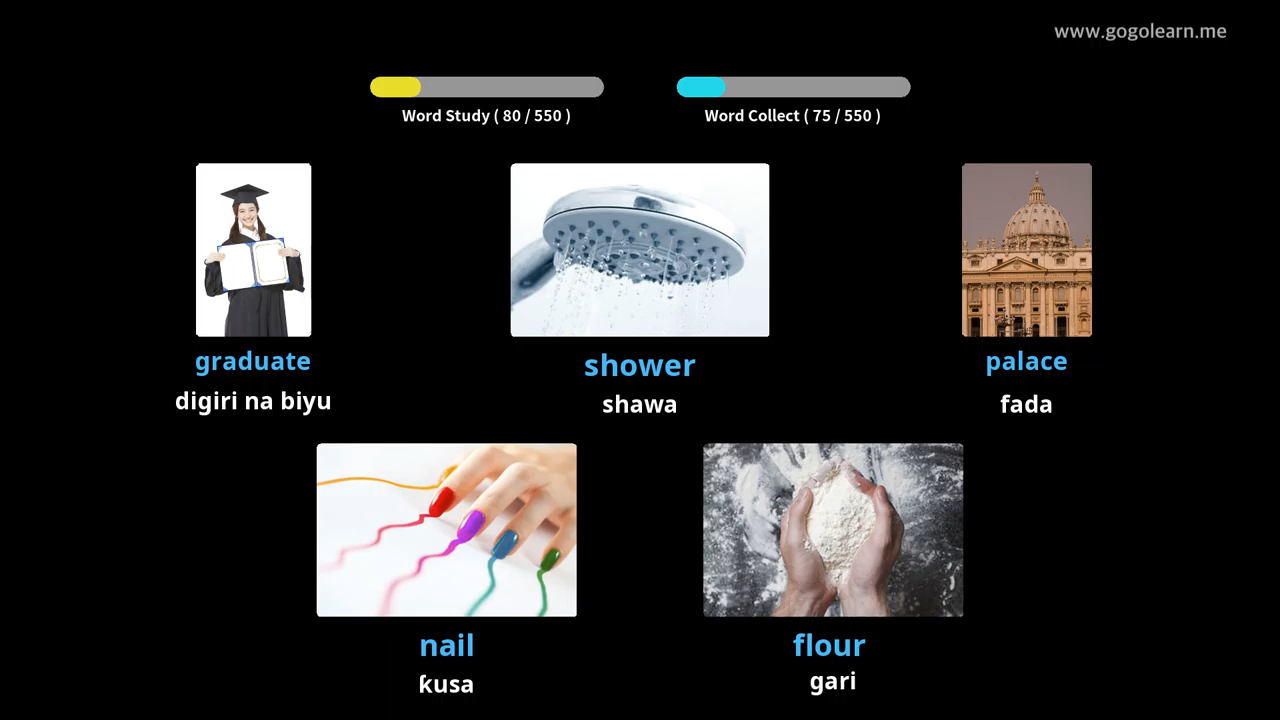 www.gogolearn.me
Word Study ( 80 / 550 )
Word Collect ( 75 / 550 )
graduate
digiri na biyu
shower
shawa
palace
fada
nail
ƙusa
flour
gari